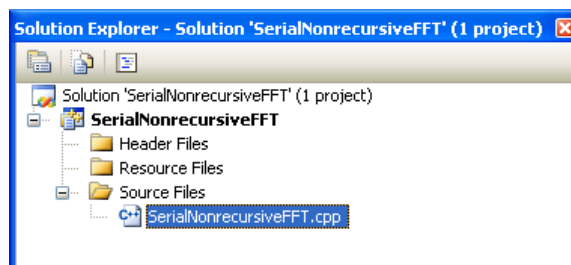 Solution Explorer - Solution 'SerialNonrecursiveFFT' (1 project)
Solution 'SerialNonrecursiveFFT' (1 project)
SerialNonrecursiveFFT
Header Files
Resource Files
Source Files
SerialNonrecursiveFFT.cpp